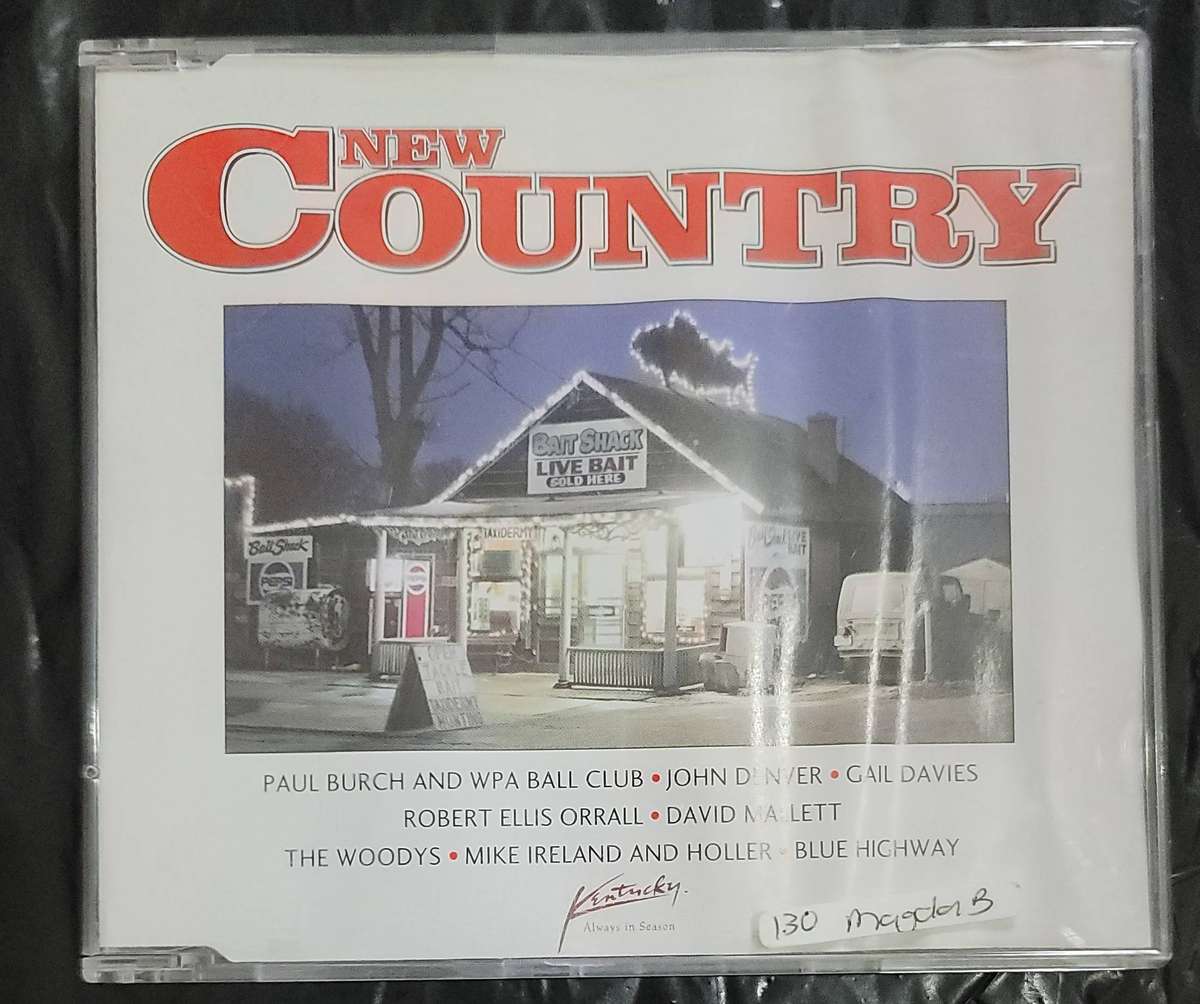 NEW
COUNTRY
BAIT SHACK
LIVE BAIT
SOLD HERE
TAXIDERMY
Bait Shack
PEPSI
BAIT
PAUL BURCH AND WPA BALL CLUB • JOHN DENVER • GAIL DAVIES
ROBERT ELLIS ORRALL • DAVID MALLETT
THE WOODYS • MIKE IRELAND AND HOLLER • BLUE HIGHWAY
Kentucky.
Always in Season
130 Magda B